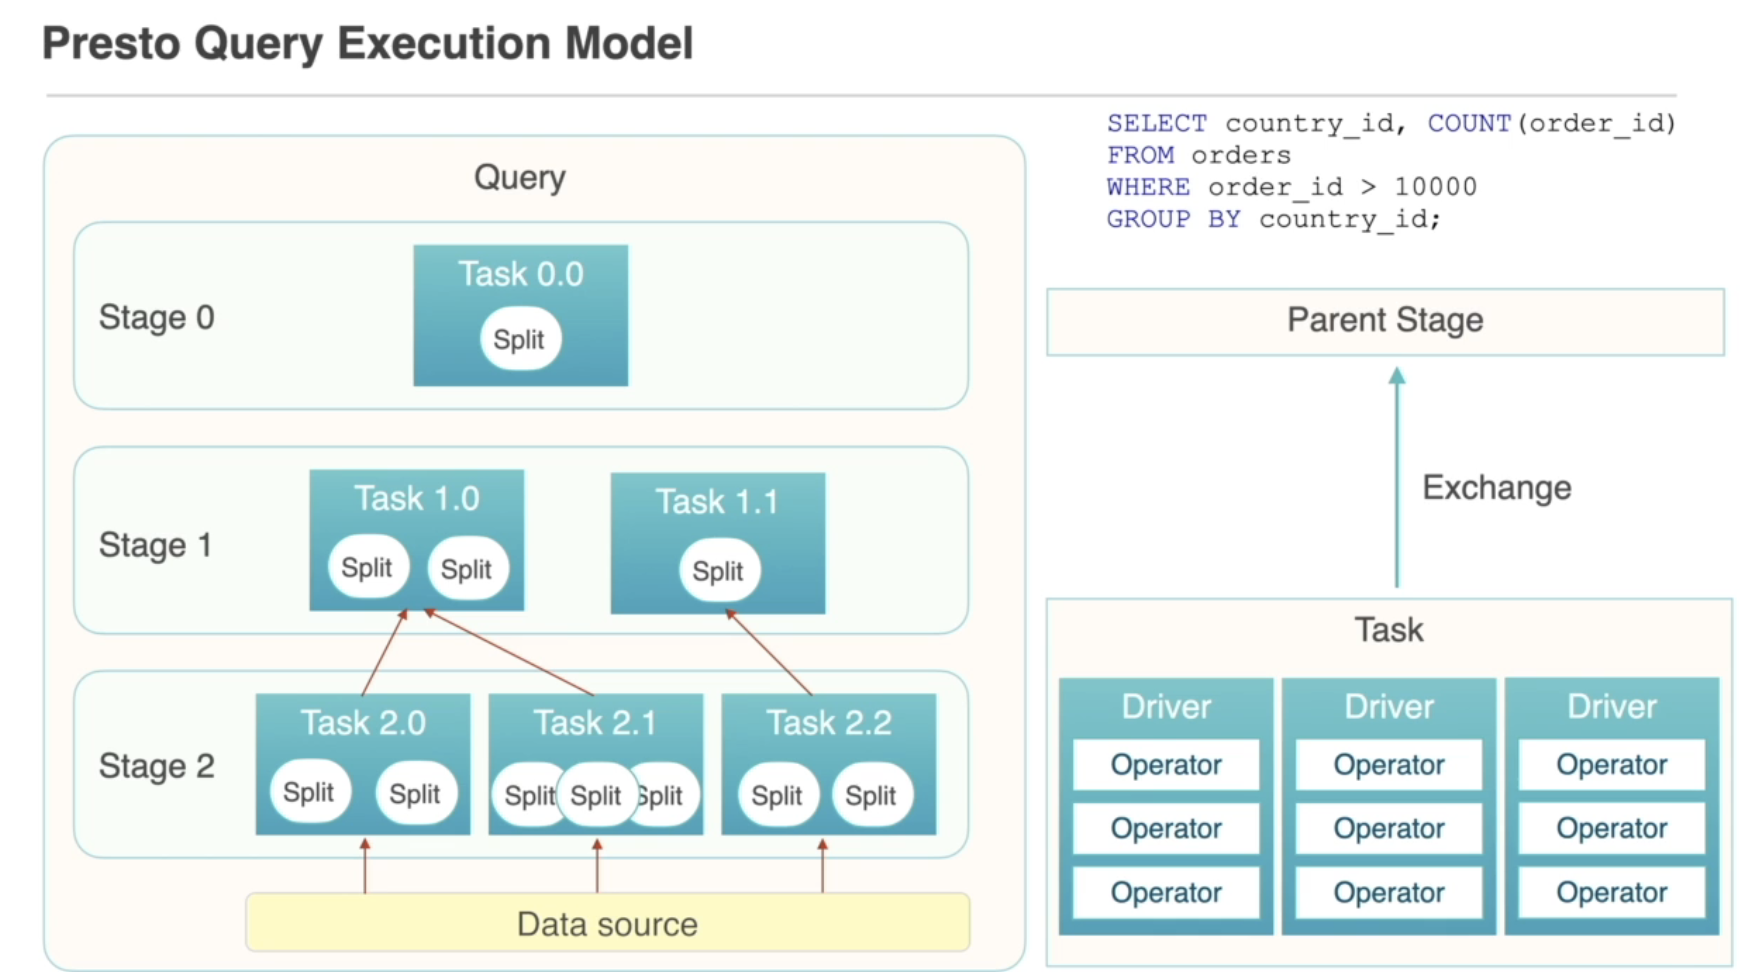 Presto Query Execution Model
SELECT country_id, COUNT(order_id)
FROM orders
WHERE order_id > 10000
GROUP BY country_id;
Query
Stage 0
Task 0.0
Split
Stage 1
Task 1.0
Split Split
Task 1.1
Split
Stage 2
Task 2.0
Split Split
Task 2.1
Split Split Split
Task 2.2
Split Split
Data source
Parent Stage
Exchange
Task
Driver Driver Driver
Operator Operator Operator
Operator Operator Operator
Operator Operator Operator